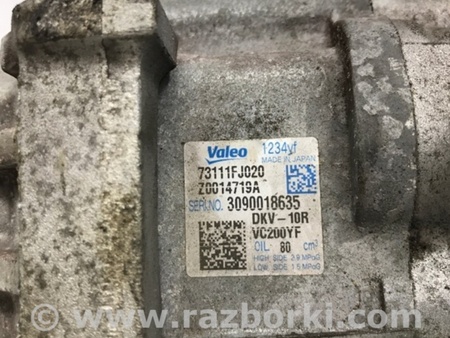 Valeo 1234yf
MADE IN JAPAN
73111FJ020
Z0014719A
SERI.NO. 3090018635
DKV-10R
VC200YF
OIL 80 cm³
HIGH SIDE 2.9 MPaG
LOW SIDE 1.5 MPaG
www.razborki.com